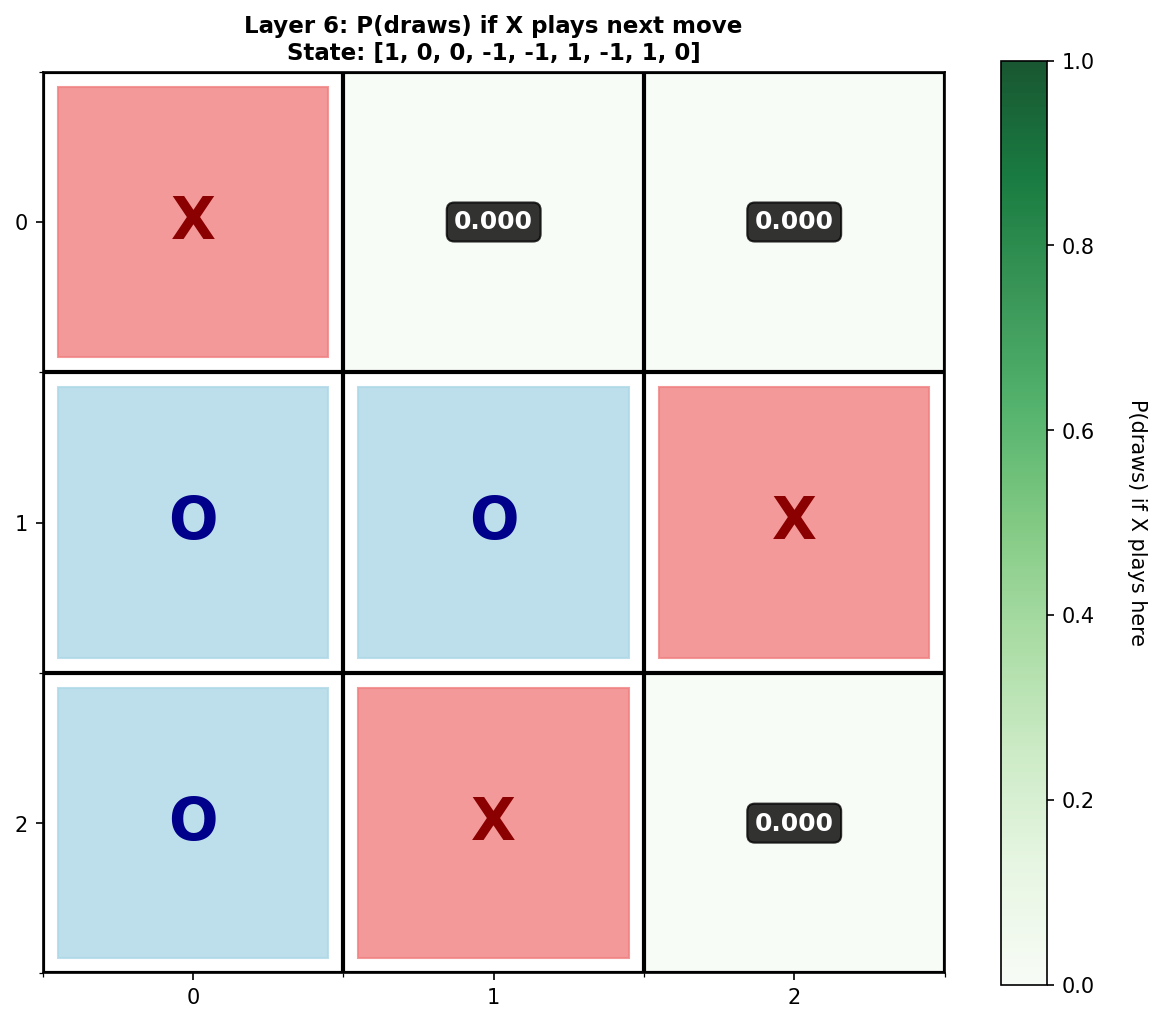 Layer 6: P(draws) if X plays next move
State: [1, 0, 0, -1, -1, 1, -1, 1, 0]
0
X
0.000
0.000
1
O
O
X
2
O
X
0.000
0
1
2
1.0
0.8
0.6
0.4
0.2
0.0
P(draws) if X plays here